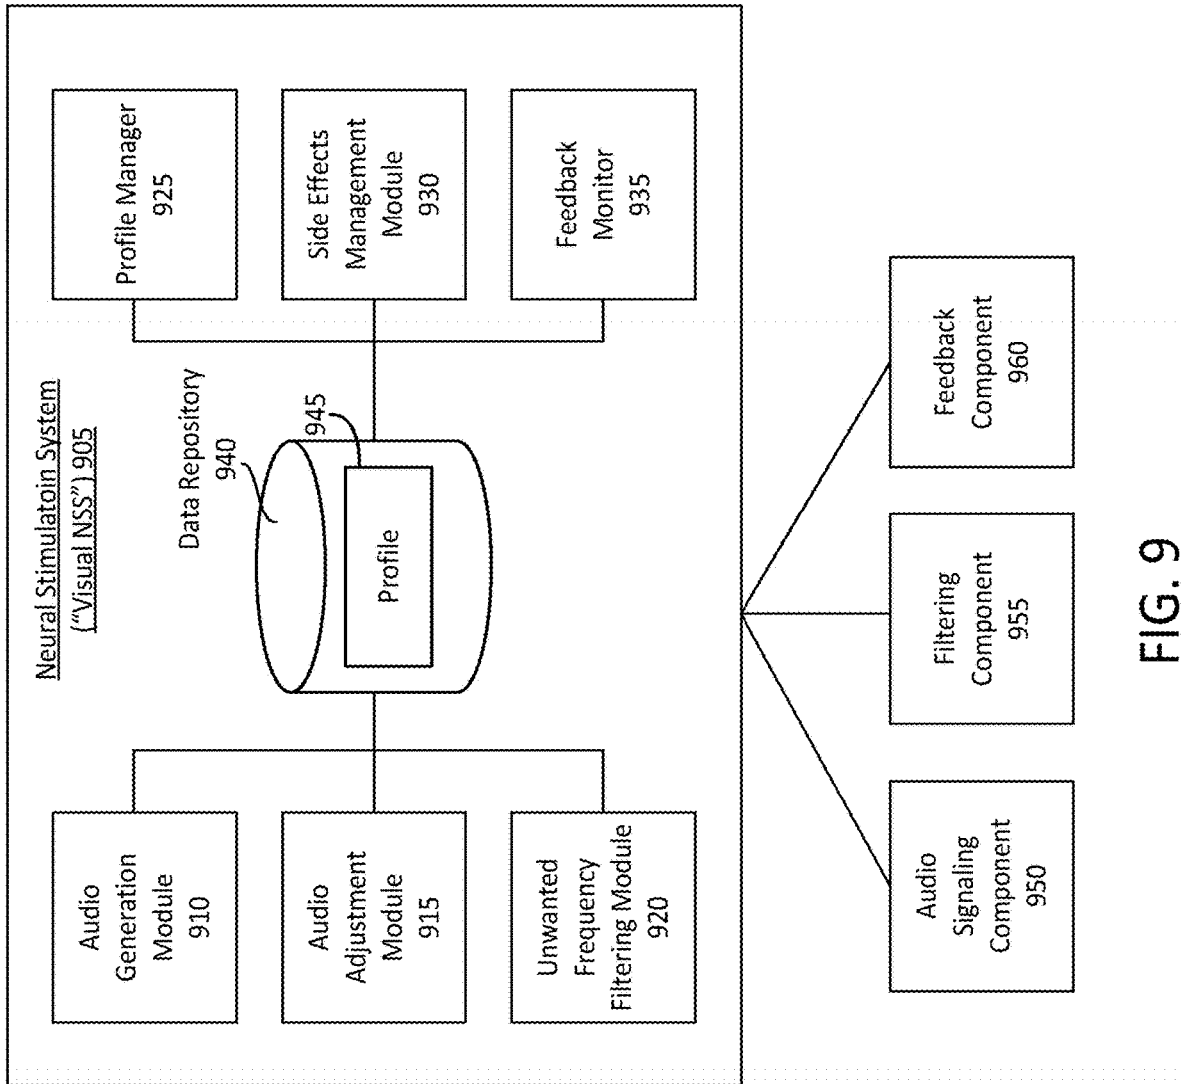 Neural Stimulatoin System
("Visual NSS") 905
Audio
Generation
Module
910
Audio
Adjustment
Module
915
Unwanted
Frequency
Filtering Module
920
Data Repository
940
945
Profile
Profile Manager
925
Side Effects
Management
Module
930
Feedback
Monitor
935
Audio
Signaling
Component
950
Filtering
Component
955
Feedback
Component
960
FIG. 9